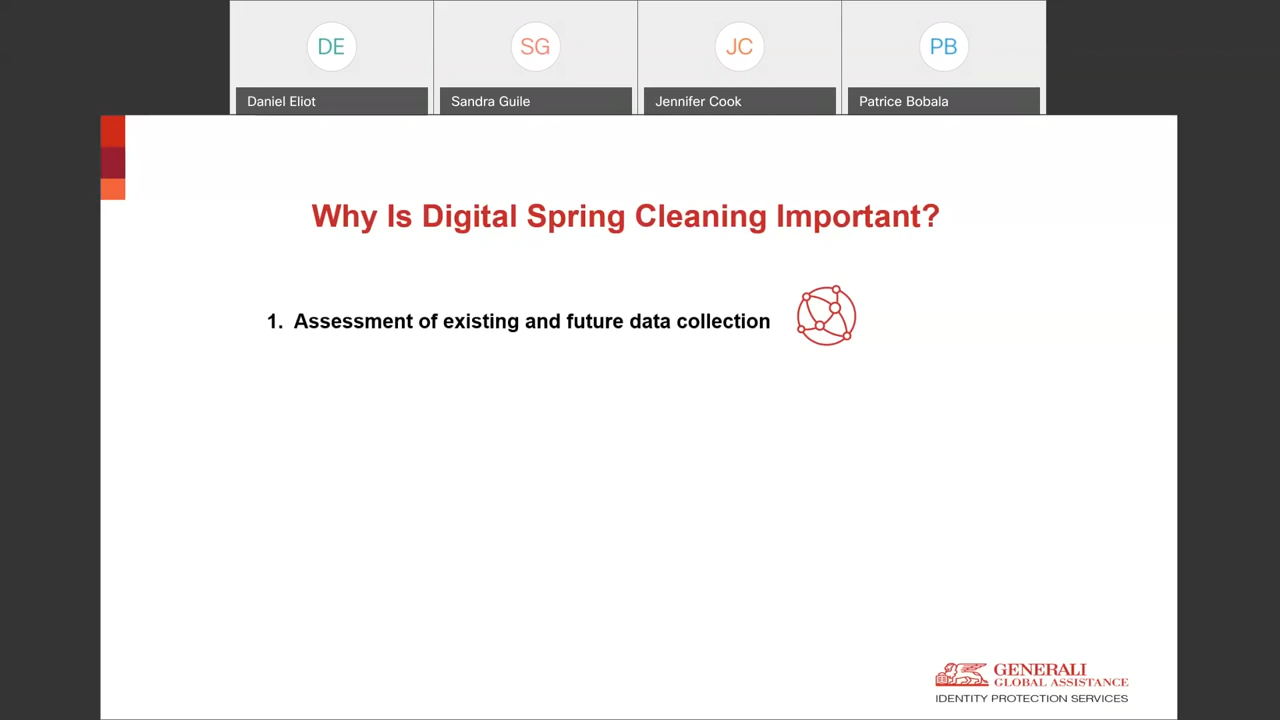 DE SG JC PB
Daniel Eliot Sandra Guile Jennifer Cook Patrice Bobala
Why Is Digital Spring Cleaning Important?
1. Assessment of existing and future data collection
GENERALI
GLOBAL ASSISTANCE
IDENTITY PROTECTION SERVICES